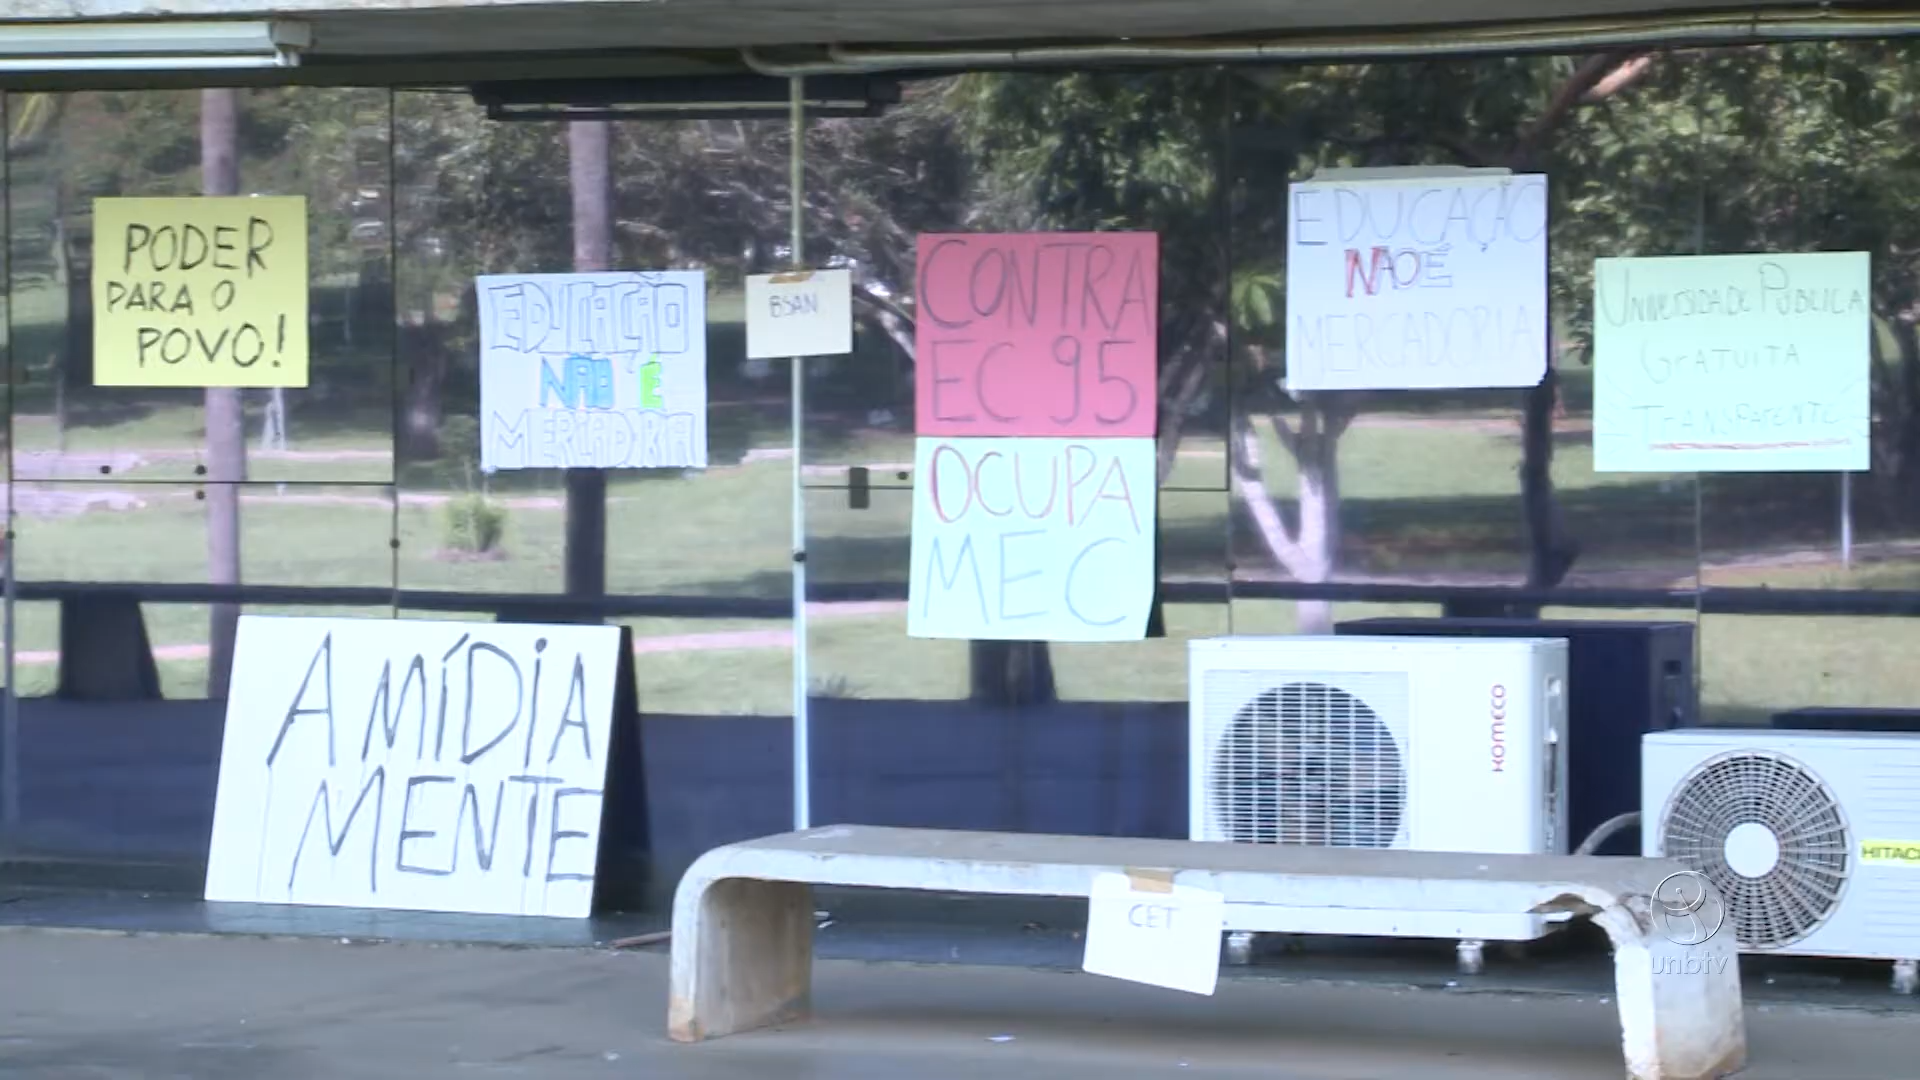 PODER
PARA O
POVO!
EDUCAÇÃO
NÃO É
MERCADORIA
BSAN
CONTRA
EC 95
OCUPA
MEC
EDUCAÇÃO
NÃO É
MERCADORIA
UNIVERSIDADE PÚBLICA
GRATUITA
TRANSPARENTE
A MÍDIA
MENTE
KOMECO
HITAC
CET
unbtv